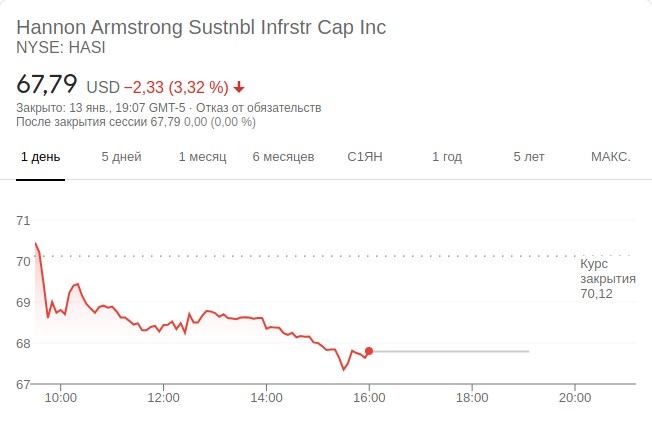 Hannon Armstrong Sustnbl Infrstr Cap Inc
NYSE: HASI
67,79 USD −2,33 (3,32 %)
Закрыто: 13 янв., 19:07 GMT-5 · Отказ от обязательств
После закрытия сессии 67,79 0,00 (0,00 %)
1 день 5 дней 1 месяц 6 месяцев С1ЯН 1 год 5 лет МАКС.
71
70
Курс
закрытия
70,12
69
68
67
10:00 12:00 14:00 16:00 18:00 20:00